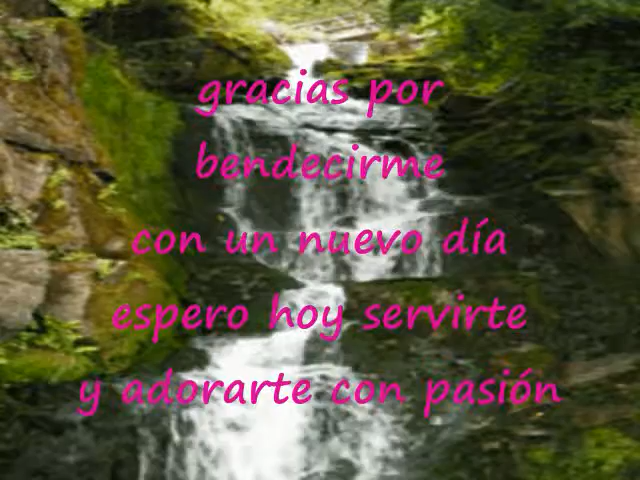 gracias por
bendecirme
con un nuevo día
espero hoy servirte
y adorarte con pasión